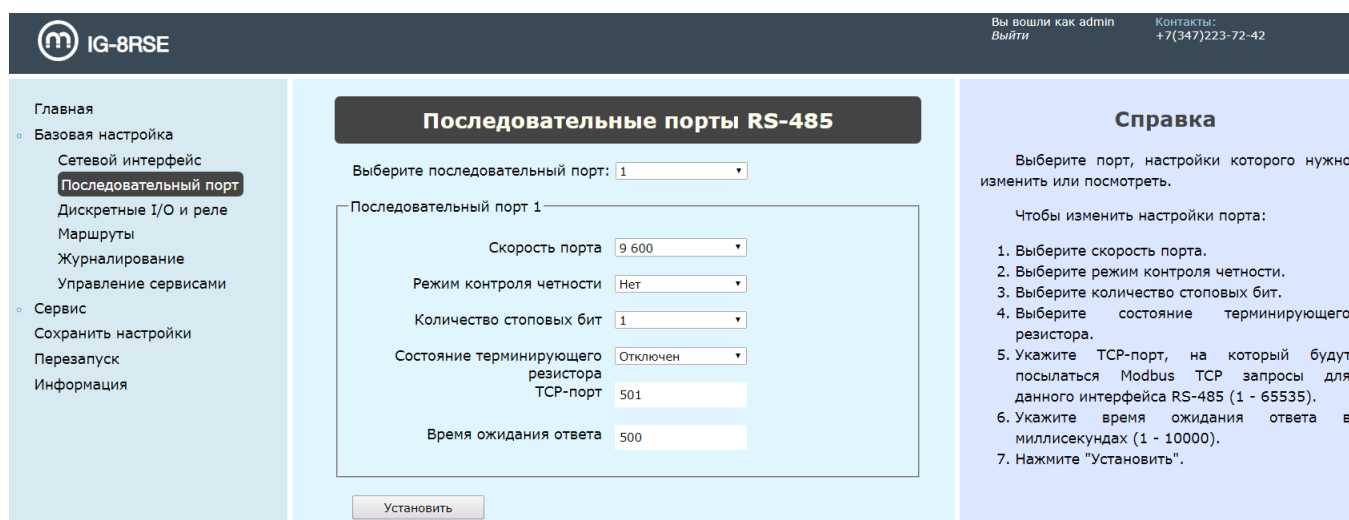 m IG-8RSE
Вы вошли как admin
Выйти
Контакты:
+7(347)223-72-42
Главная
Базовая настройка
Сетевой интерфейс
Последовательный порт
Дискретные I/O и реле
Маршруты
Журналирование
Управление сервисами
Сервис
Сохранить настройки
Перезапуск
Информация
Последовательные порты RS-485
Выберите последовательный порт: 1
Последовательный порт 1
Скорость порта 9 600
Режим контроля четности Нет
Количество стоповых бит 1
Состояние терминирующего Отключен
резистора
TCP-порт 501
Время ожидания ответа 500
Установить
Справка
Выберите порт, настройки которого нужно
изменить или посмотреть.
Чтобы изменить настройки порта:
1. Выберите скорость порта.
2. Выберите режим контроля четности.
3. Выберите количество стоповых бит.
4. Выберите состояние терминирующего
резистора.
5. Укажите TCP-порт, на который будут
посылаться Modbus TCP запросы для
данного интерфейса RS-485 (1 - 65535).
6. Укажите время ожидания ответа в
миллисекундах (1 - 10000).
7. Нажмите "Установить".